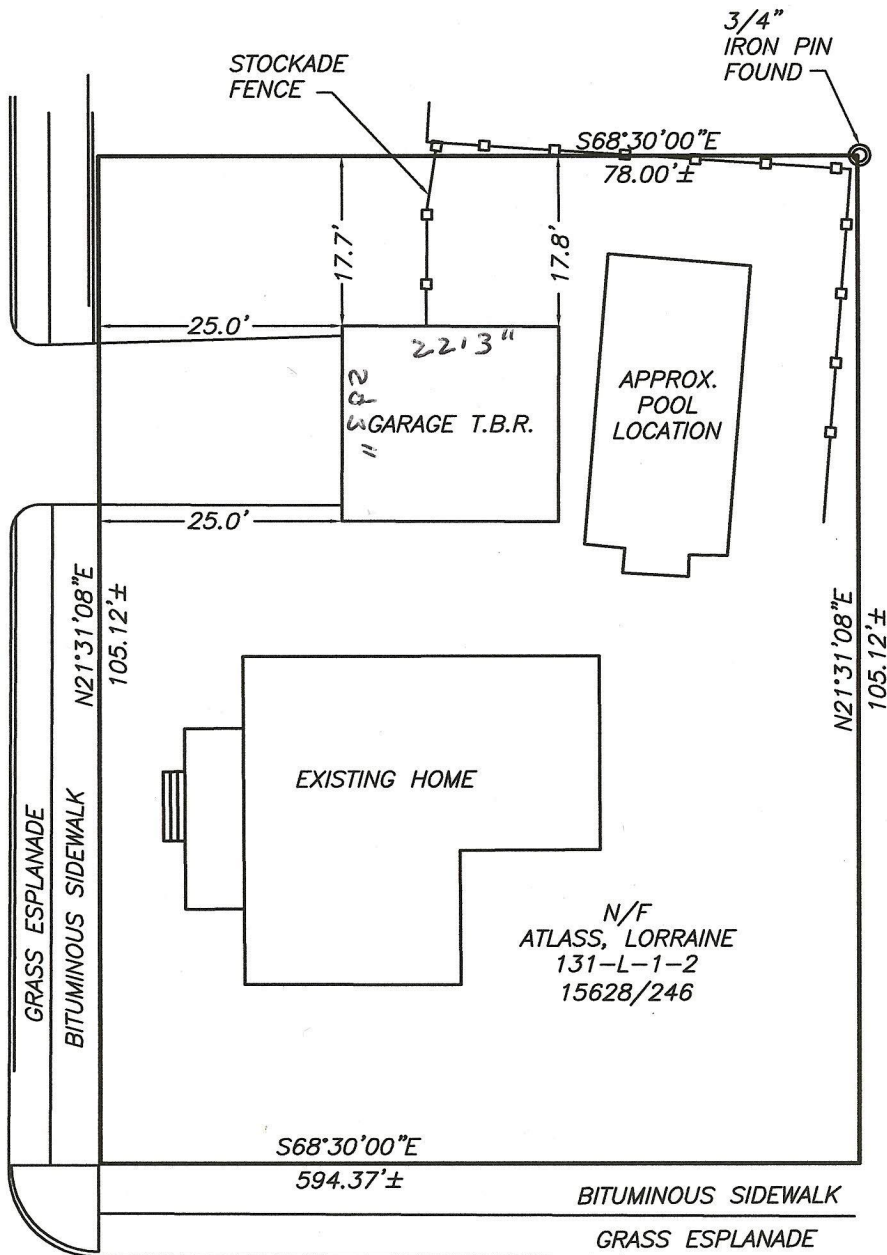 3/4"
IRON PIN
FOUND
STOCKADE
FENCE
S68°30'00"E
78.00'±
17.7'
17.8'
25.0'
22'3"
GARAGE T.B.R.
APPROX.
POOL
LOCATION
25.0'
N21°31'08"E
105.12'±
N21°31'08"E
105.12'±
EXISTING HOME
GRASS ESPLANADE
BITUMINOUS SIDEWALK
N/F
ATLASS, LORRAINE
131-L-1-2
15628/246
S68°30'00"E
594.37'±
BITUMINOUS SIDEWALK
GRASS ESPLANADE